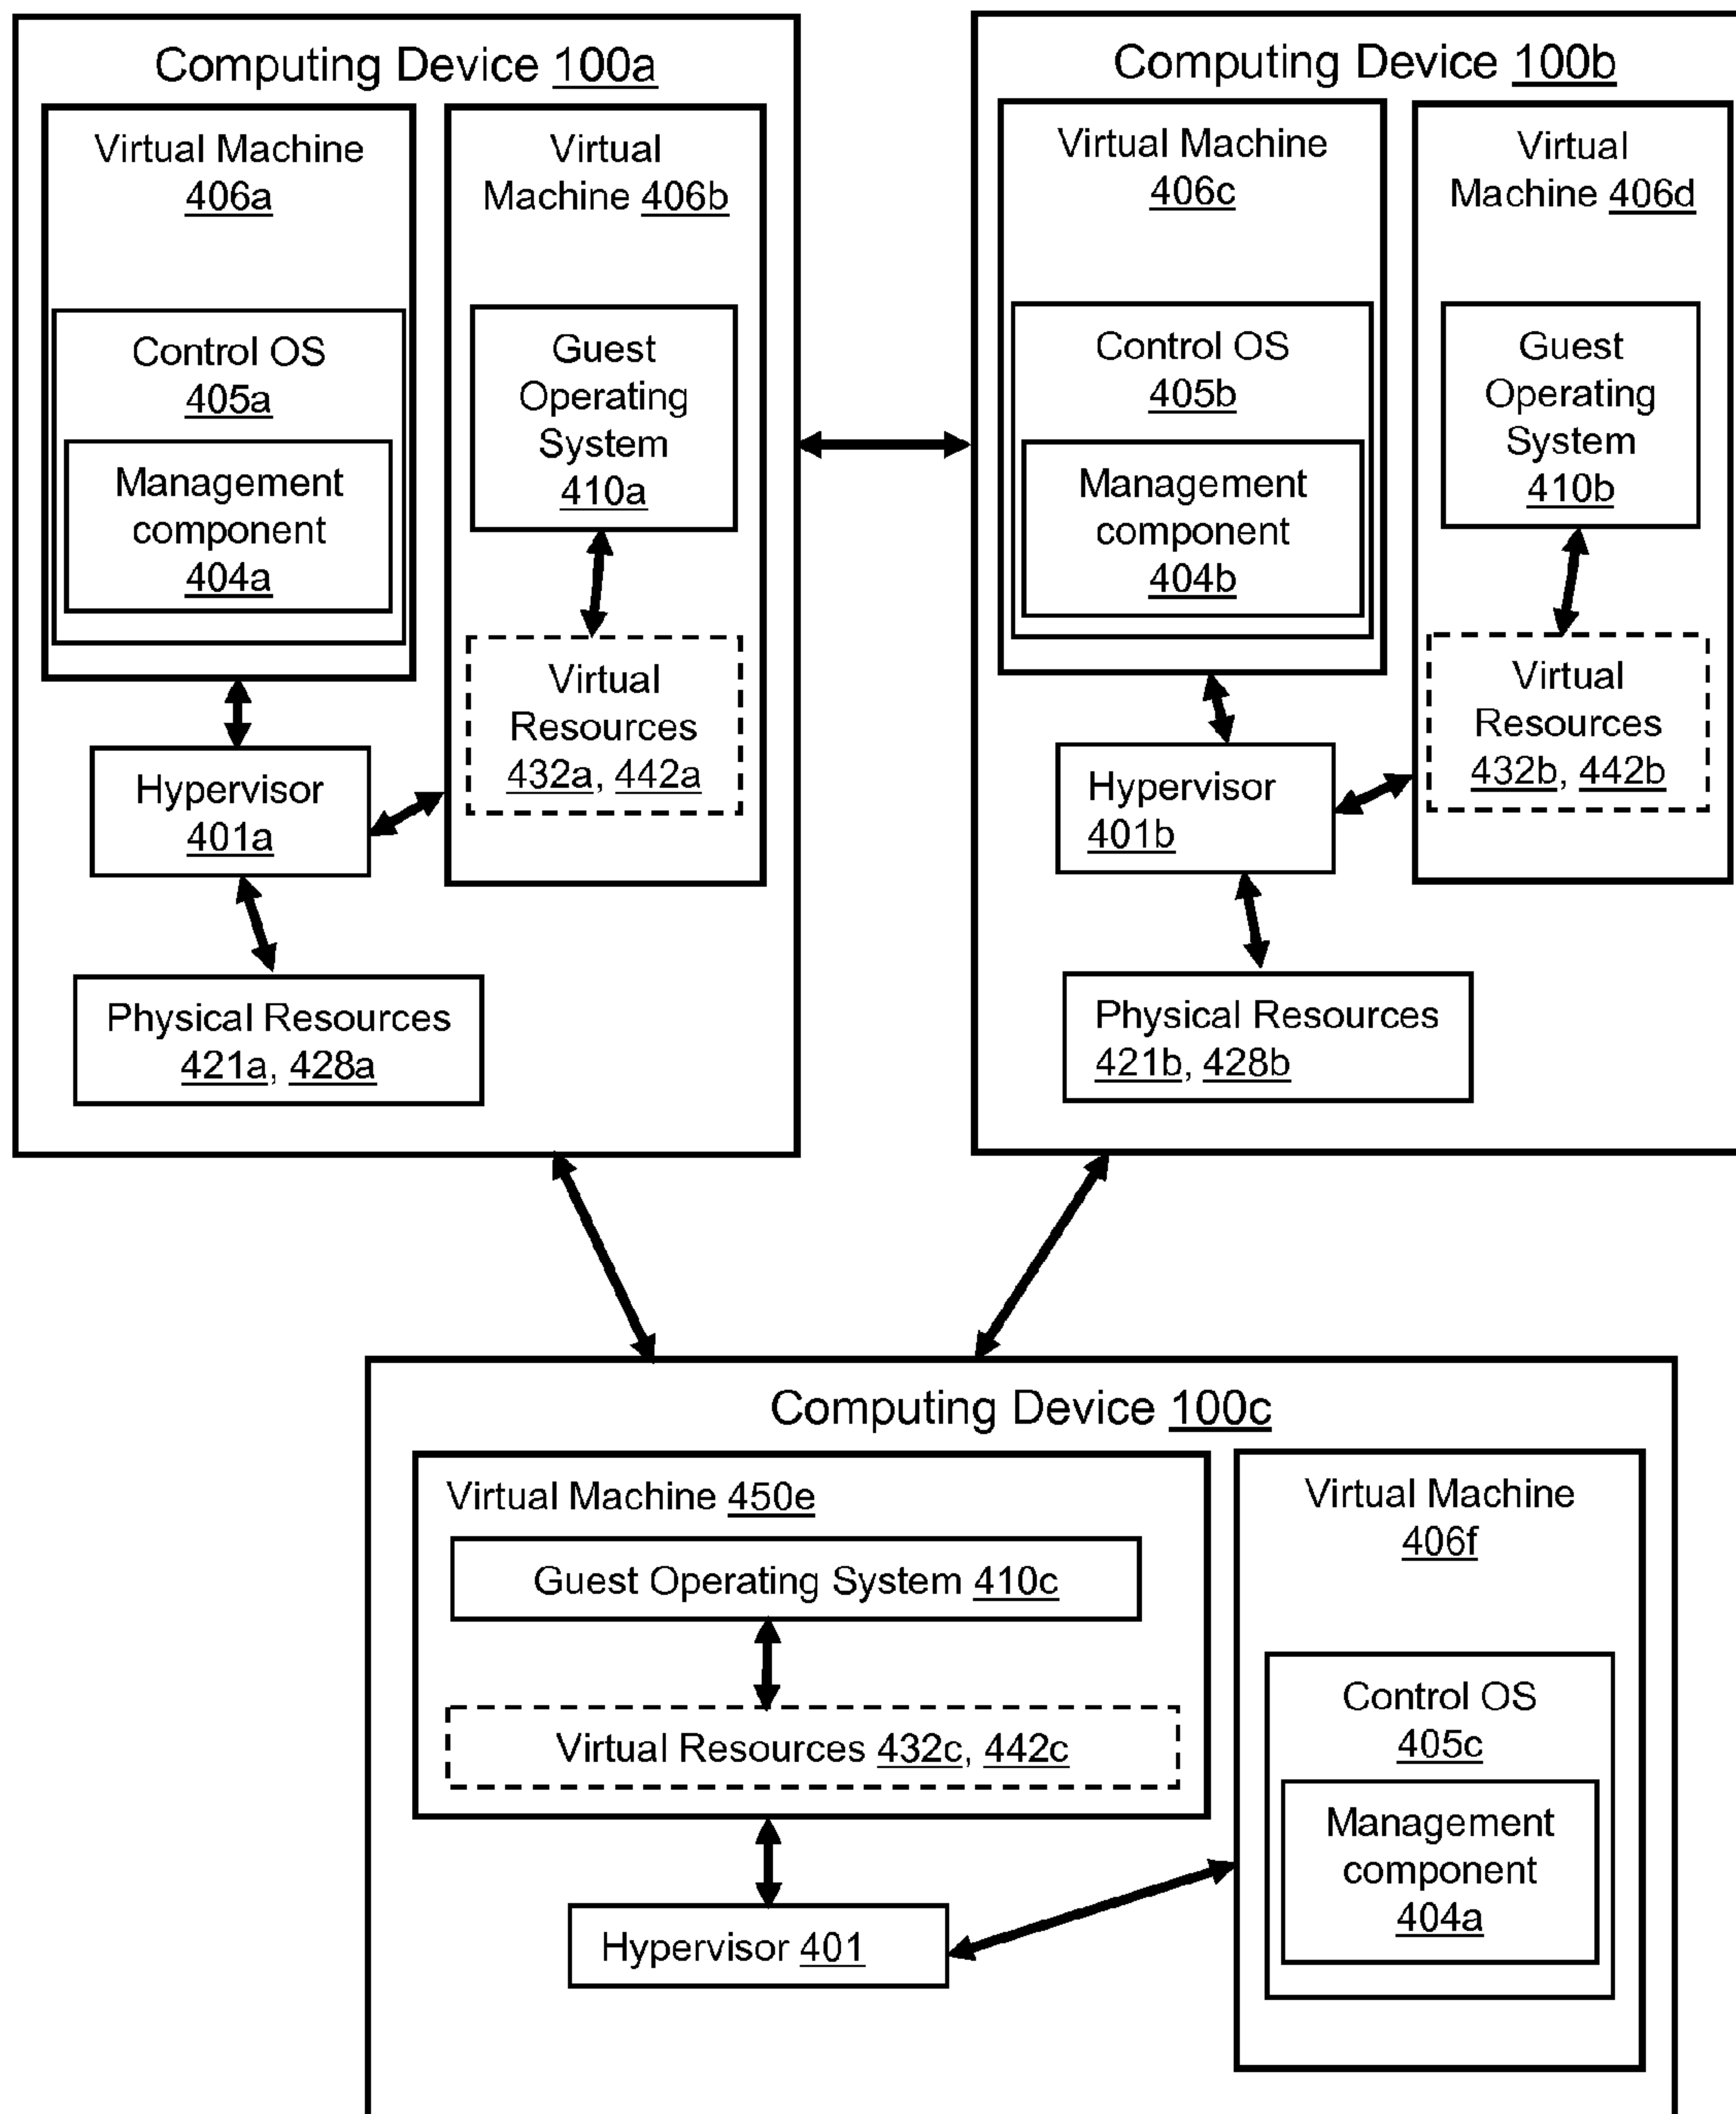 Computing Device 100a
Virtual Machine
406a
Control OS
405a
Management
component
404a
Virtual
Machine 406b
Guest
Operating
System
410a
Virtual
Resources
432a, 442a
Hypervisor
401a
Physical Resources
421a, 428a
Computing Device 100b
Virtual Machine
406c
Control OS
405b
Management
component
404b
Virtual
Machine 406d
Guest
Operating
System
410b
Virtual
Resources
432b, 442b
Hypervisor
401b
Physical Resources
421b, 428b
Computing Device 100c
Virtual Machine 450e
Guest Operating System 410c
Virtual Resources 432c, 442c
Hypervisor 401
Virtual Machine
406f
Control OS
405c
Management
component
404a